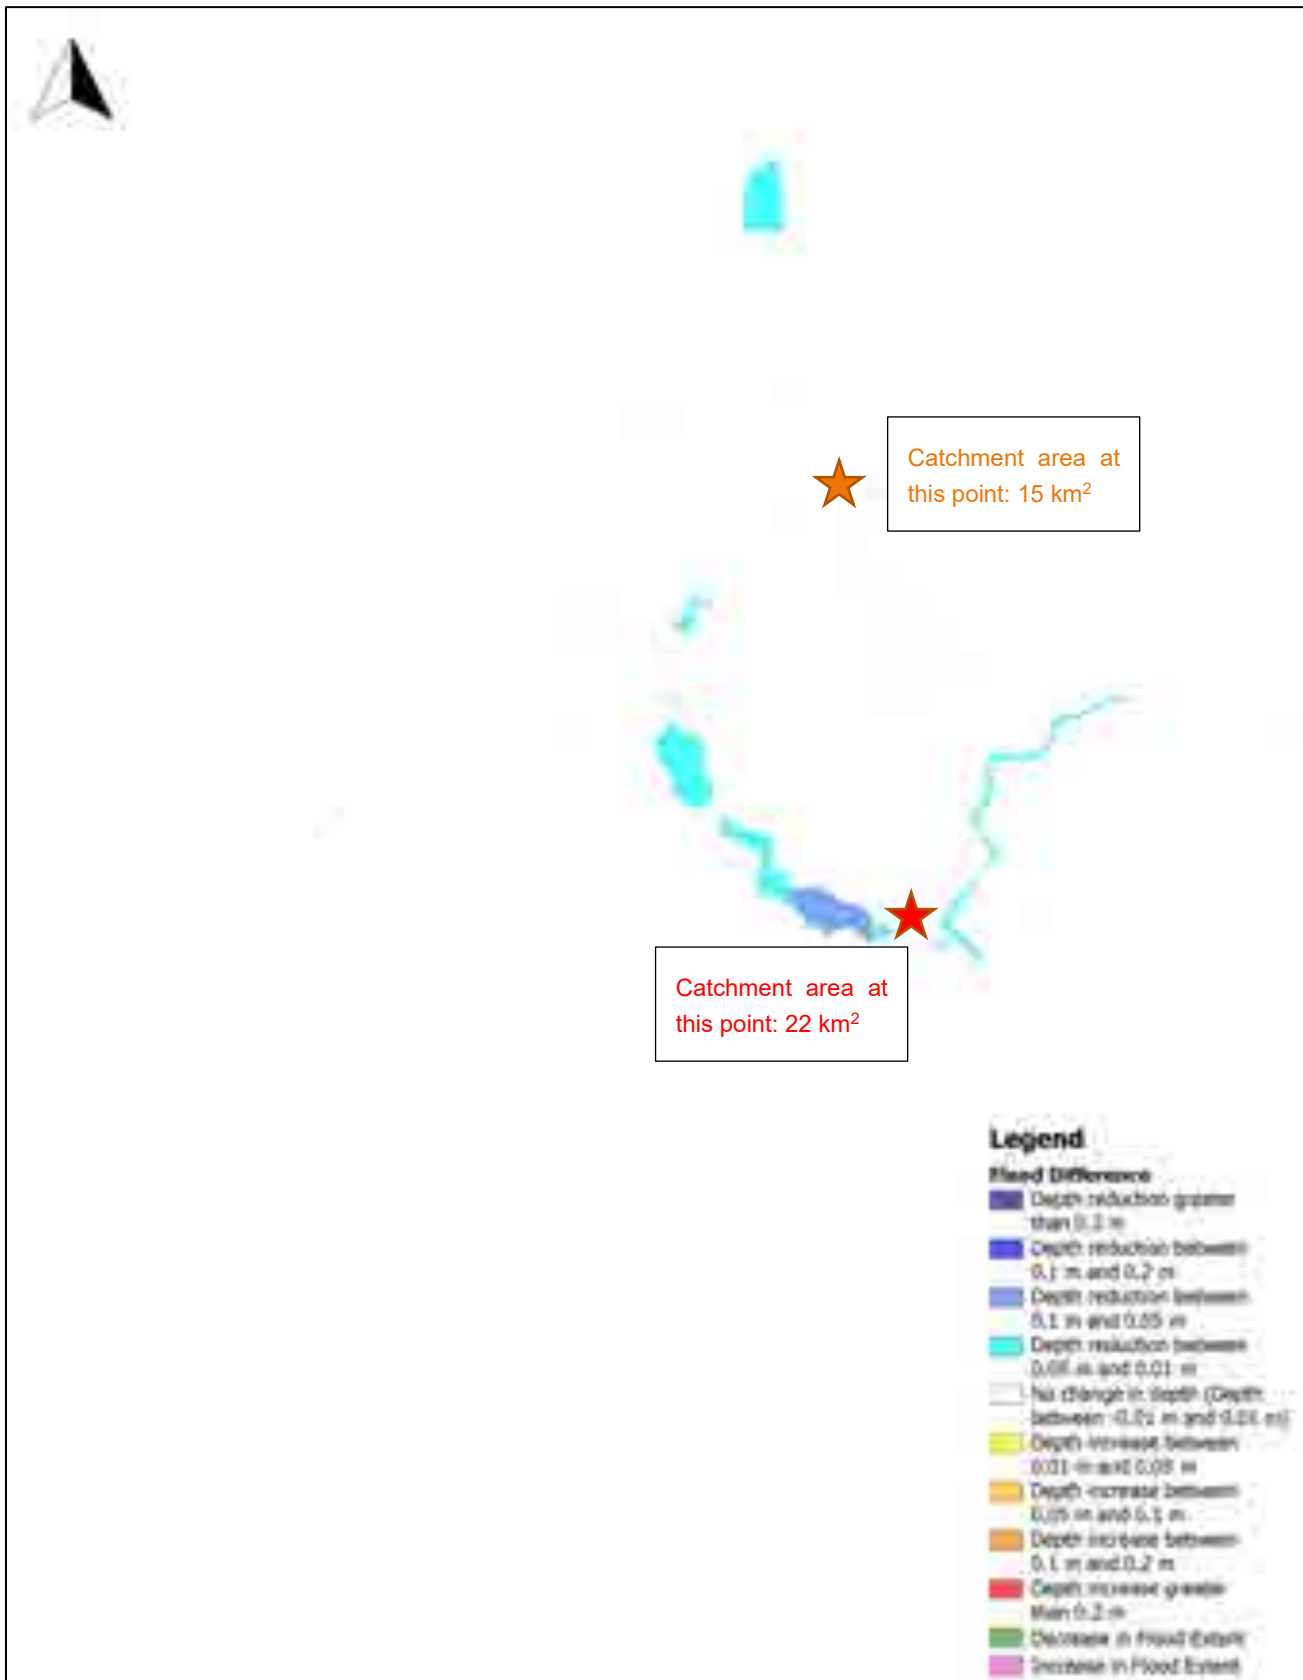 Catchment area at
this point: 15 km²
Catchment area at
this point: 22 km²
Legend
Flood Difference
Depth reduction greater
than 0.2 m
Depth reduction between
0.1 m and 0.2 m
Depth reduction between
0.1 m and 0.05 m
Depth reduction between
0.05 m and 0.01 m
No change in depth (Depth
between -0.01 m and 0.01 m)
Depth increase between
0.01 m and 0.05 m
Depth increase between
0.05 m and 0.1 m
Depth increase between
0.1 m and 0.2 m
Depth increase greater
than 0.2 m
Decrease in Flood Extent
Increase in Flood Extent